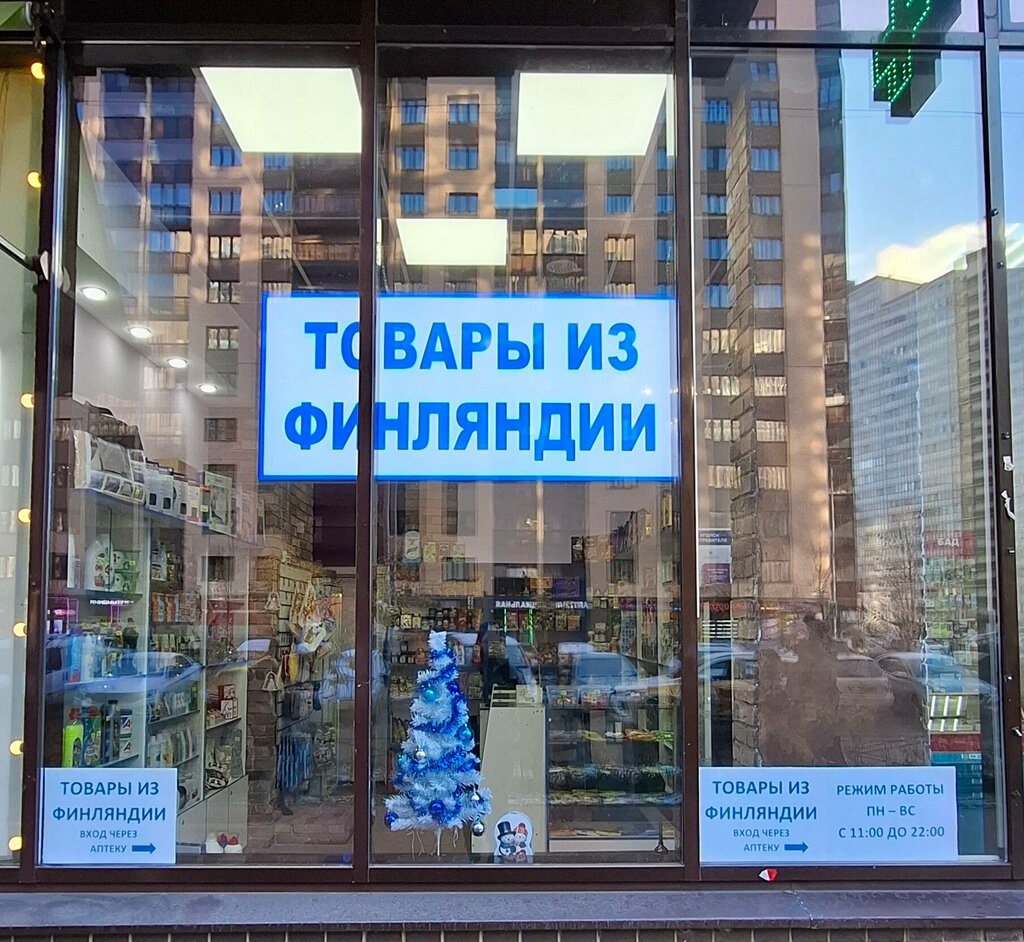 ТОВАРЫ ИЗ
ФИНЛЯНДИИ
БАД
ТОВАРЫ ИЗ
ФИНЛЯНДИИ
ВХОД ЧЕРЕЗ
АПТЕКУ
ТОВАРЫ ИЗ
ФИНЛЯНДИИ
ВХОД ЧЕРЕЗ
АПТЕКУ
РЕЖИМ РАБОТЫ
ПН – ВС
С 11:00 ДО 22:00